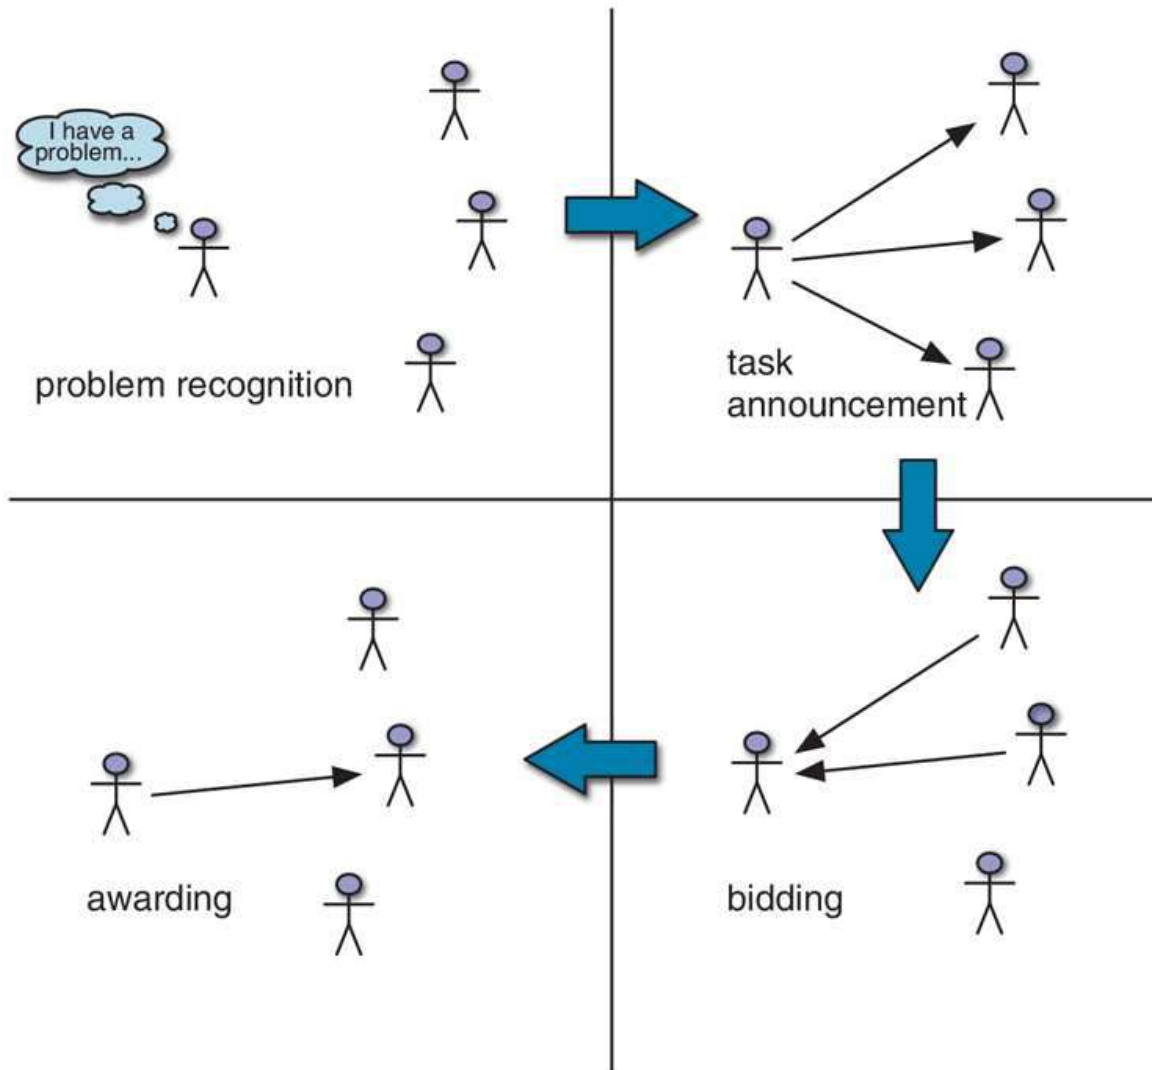 I have a
problem...
problem recognition
task
announcement
awarding
bidding